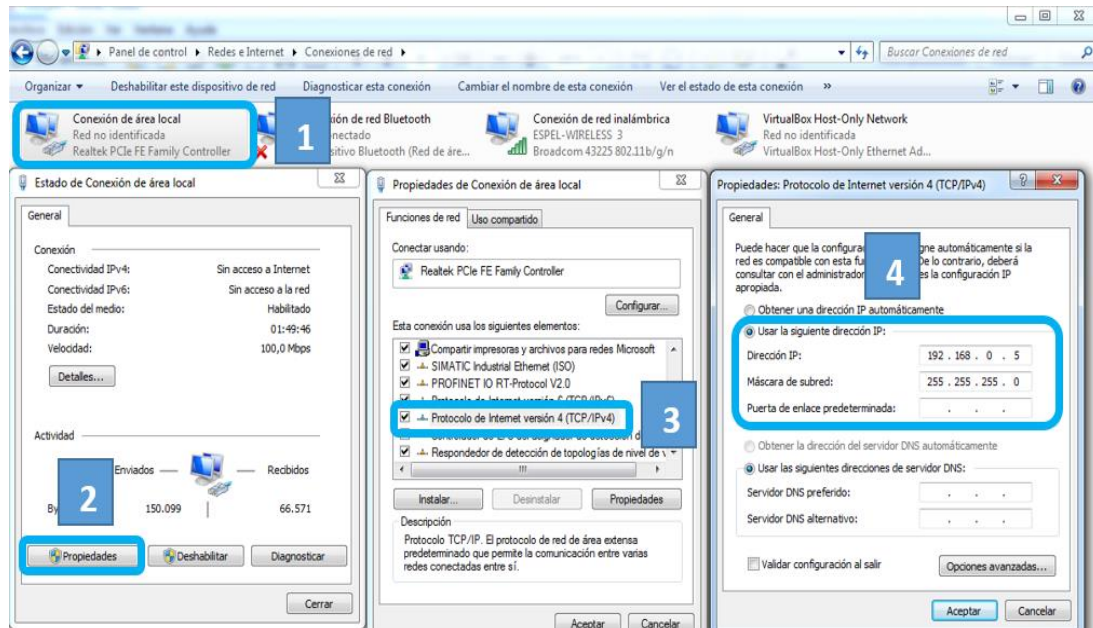 Panel de control ▸ Redes e Internet ▸ Conexiones de red ▸
Buscar Conexiones de red
Organizar
Deshabilitar este dispositivo de red
Diagnosticar esta conexión
Cambiar el nombre de esta conexión
Ver el estado de esta conexión
»
Conexión de área local
Red no identificada
Realtek PCIe FE Family Controller
1
de red Bluetooth
Bluetooth (Red de áre...
Conexión de red inalámbrica
ESPEL-WIRELESS 3
Broadcom 43225 802.11b/g/n
VirtualBox Host-Only Network
Red no identificada
VirtualBox Host-Only Ethernet Ad...
Estado de Conexión de área local
General
Conexión
Conectividad IPv4: Sin acceso a Internet
Conectividad IPv6: Sin acceso a la red
Estado del medio: Habilitado
Duración: 01:49:46
Velocidad: 100,0 Mbps
Detalles...
Actividad
Enviados — Recibidos
2
150.099 | 66.571
Propiedades
Deshabilitar
Diagnosticar
Cerrar
Propiedades de Conexión de área local
Funciones de red
Uso compartido
Conectar usando:
Realtek PCIe FE Family Controller
Configurar...
Esta conexión usa los siguientes elementos:
Compartir impresoras y archivos para redes Microsoft
SIMATIC Industrial Ethernet (ISO)
PROFINET IO RT-Protocol V2.0
Protocolo de Internet versión 4 (TCP/IPv4)
3
Respondedor de detección de topologías de nivel de v
Instalar...
Desinstalar
Propiedades
Descripción
Protocolo TCP/IP. El protocolo de red de área extensa
predeterminado que permite la comunicación entre varias
redes conectadas entre sí.
Aceptar
Cancelar
Propiedades: Protocolo de Internet versión 4 (TCP/IPv4)
General
4
Puede hacer que la configurac gne automáticamente si la
red es compatible con esta fu De lo contrario, deberá
consultar con el administrador es la configuración IP
apropiada.
Obtener una dirección IP automáticamente
Usar la siguiente dirección IP:
Dirección IP: 192 . 168 . 0 . 5
Máscara de subred: 255 . 255 . 255 . 0
Puerta de enlace predeterminada: . . .
Obtener la dirección del servidor DNS automáticamente
Usar las siguientes direcciones de servidor DNS:
Servidor DNS preferido: . . .
Servidor DNS alternativo: . . .
Validar configuración al salir
Opciones avanzadas...
Aceptar
Cancelar